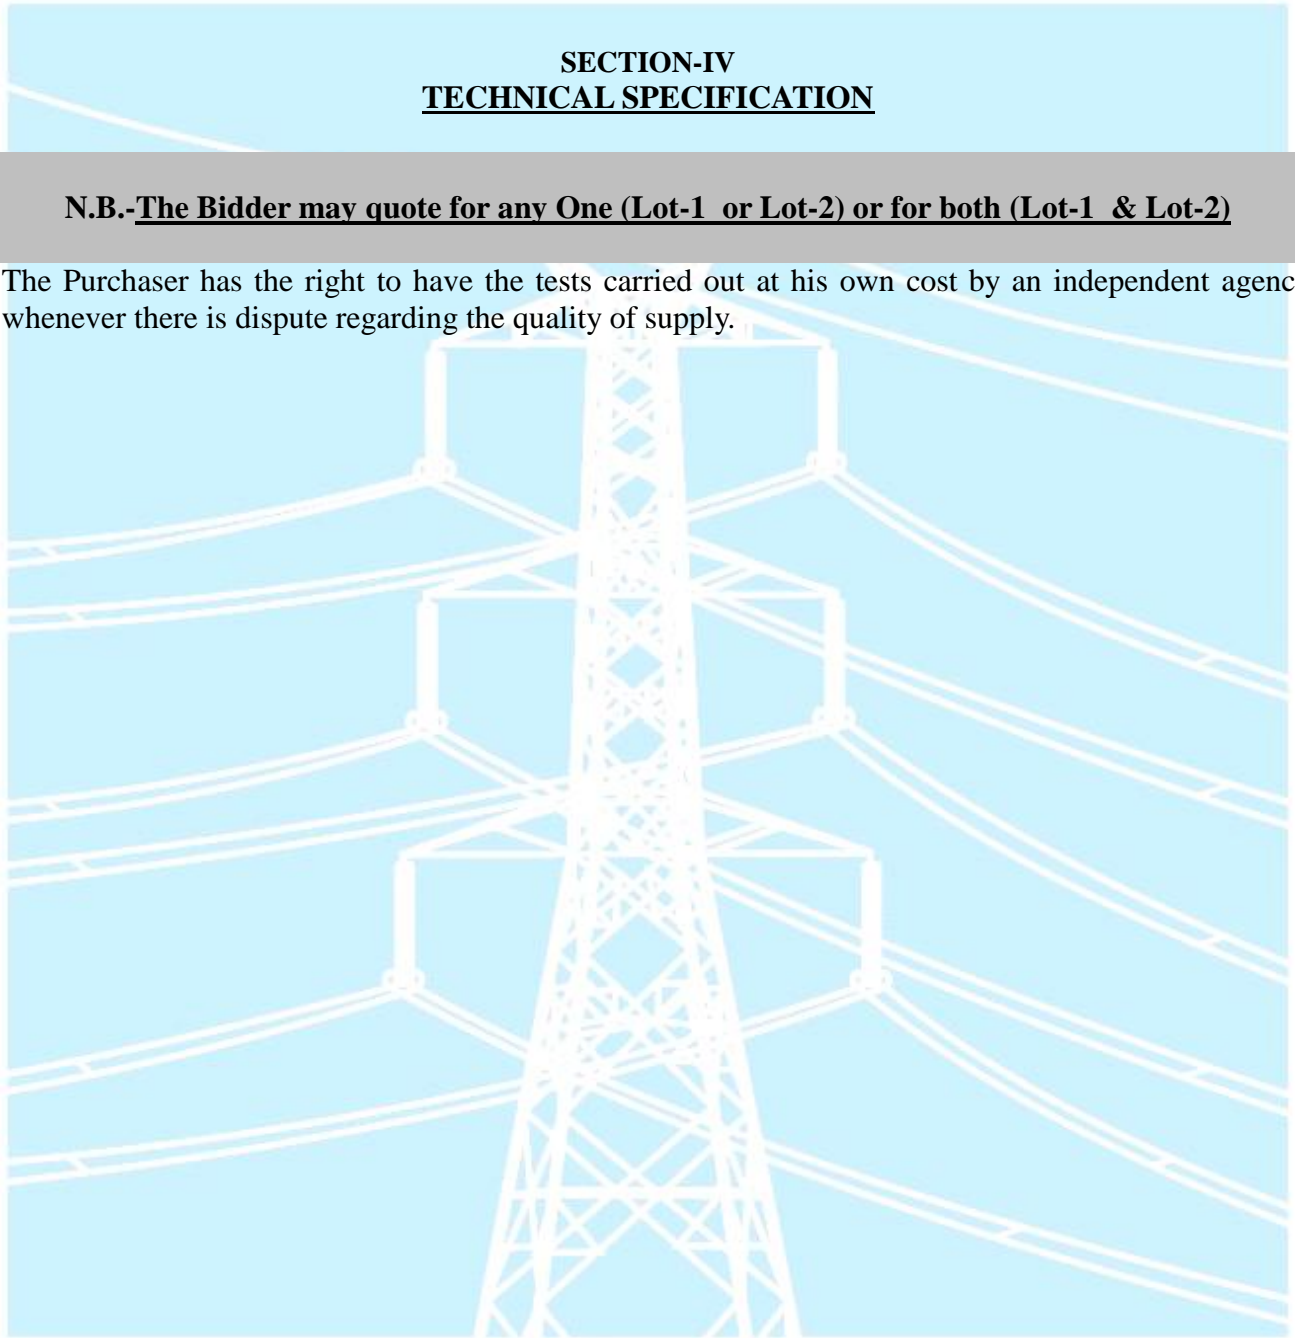 SECTION-IV
TECHNICAL SPECIFICATION
N.B.-The Bidder may quote for any One (Lot-1 or Lot-2) or for both (Lot-1 & Lot-2)
The Purchaser has the right to have the tests carried out at his own cost by an independent agenc
whenever there is dispute regarding the quality of supply.